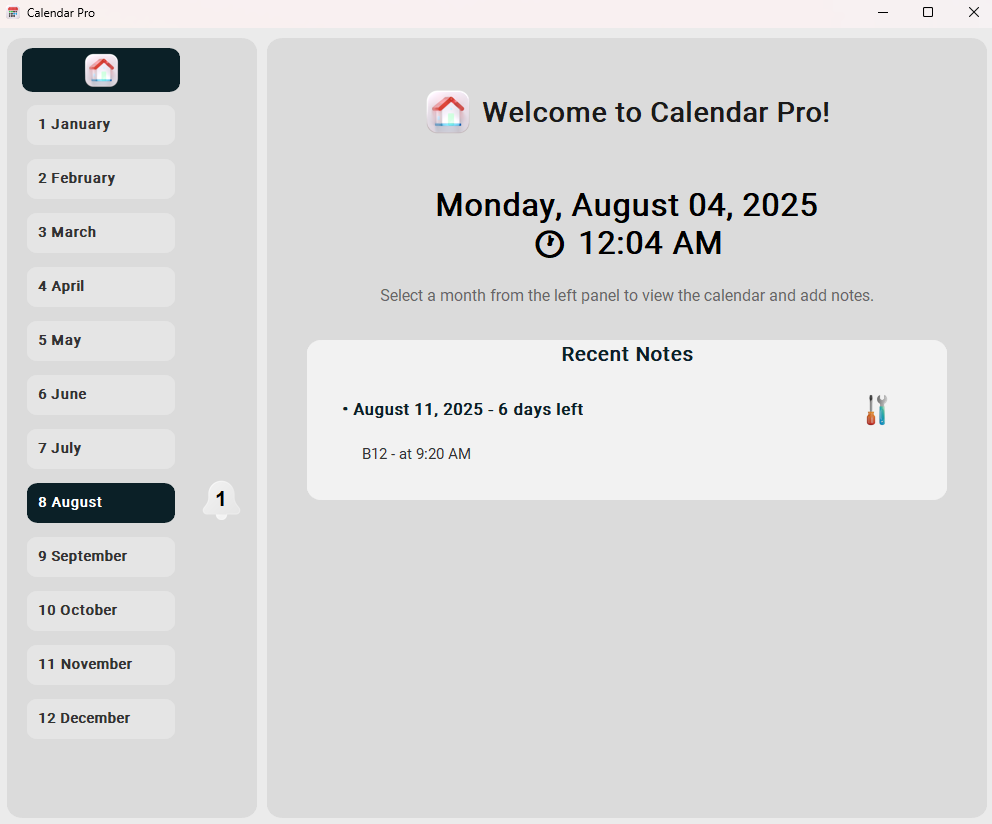 Calendar Pro
1 January
2 February
3 March
4 April
5 May
6 June
7 July
8 August
1
9 September
10 October
11 November
12 December
Welcome to Calendar Pro!
Monday, August 04, 2025
12:04 AM
Select a month from the left panel to view the calendar and add notes.
Recent Notes
• August 11, 2025 - 6 days left
B12 - at 9:20 AM